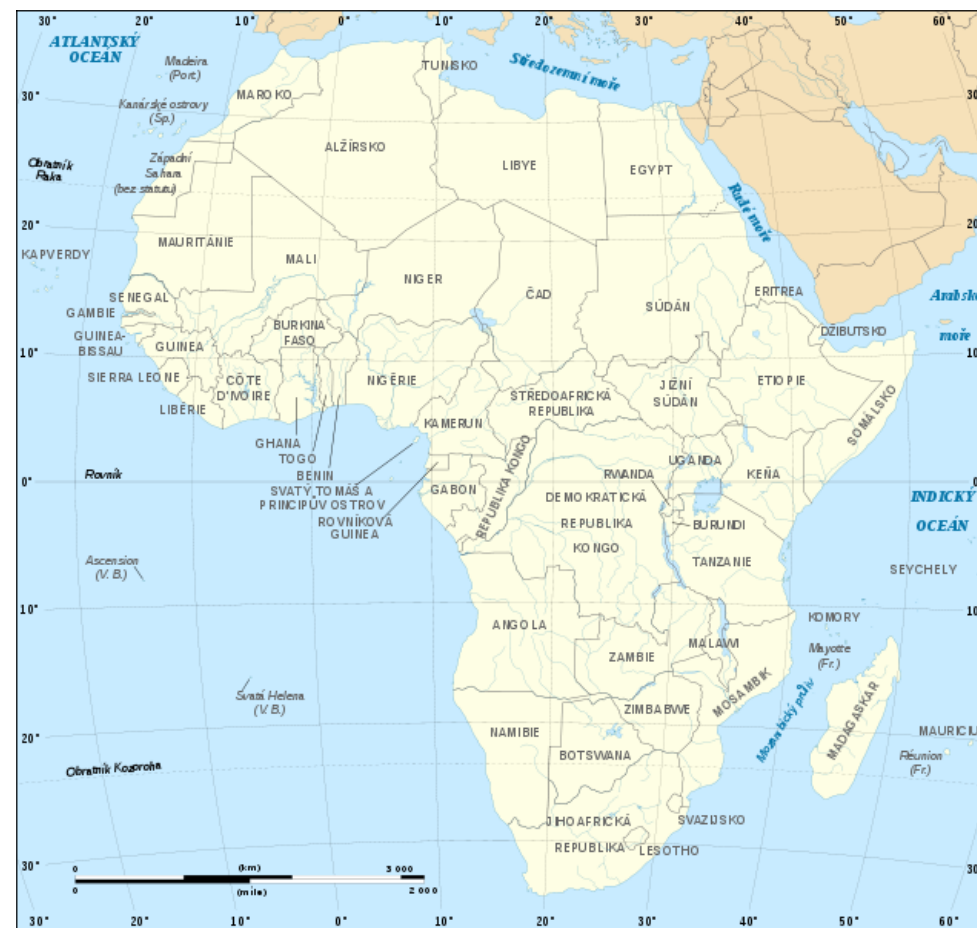 30° 20° 10° 0° 10° 20° 30° 40° 50° 60°
ATLANTSKÝ
OCEÁN
Madeira
(Port.)
TUNISKO
Středozemní moře
30°
MAROKO
Kanárské ostrovy
(Šp.)
ALŽÍRSKO
LIBYE
EGYPT
Obratník
Raka
Západní
Sahara
(bez statutu)
Rudé moře
20°
KAPVERDY
MAURITÁNIE
MALI
NIGER
ČAD
SÚDÁN
ERITREA
Arabské
moře
SENEGAL
GAMBIE
GUINEA-
BISSAU
GUINEA
BURKINA
FASO
DŽIBUTSKO
10°
SIERRA LEONE
CÔTE
D'IVOIRE
NIGÉRIE
STŘEDOAFRICKÁ
REPUBLIKA
JIŽNÍ
SÚDÁN
ETIOPIE
SOMÁLSKO
LIBÉRIE
KAMERUN
GHANA
TOGO
BENIN
SVATÝ TOMÁŠ A
PRINCIPŮV OSTROV
ROVNÍKOVÁ
GUINEA
Rovník
0°
GABON
REPUBLIKA KONGO
RWANDA
UGANDA
KEŇA
DEMOKRATICKÁ
REPUBLIKA
KONGO
BURUNDI
TANZANIE
INDICKÝ
OCEÁN
SEYCHELY
Ascension
(V. B.)
10°
10°
ANGOLA
KOMORY
Mayotte
(Fr.)
ZAMBIE
MALAWI
MOSAMBIK
Mozambický průliv
Svatá Helena
(V. B.)
NAMIBIE
ZIMBABWE
MADAGASKAR
20°
BOTSWANA
Réunion
(Fr.)
Obratník Kozoroha
JIHOAFRICKÁ
REPUBLIKA
SVAZIJSKO
LESOTHO
30°
0 (km) 3 000
0 (míle) 2 000
30° 20° 10° 0° 10° 20° 30° 40° 50° 60°